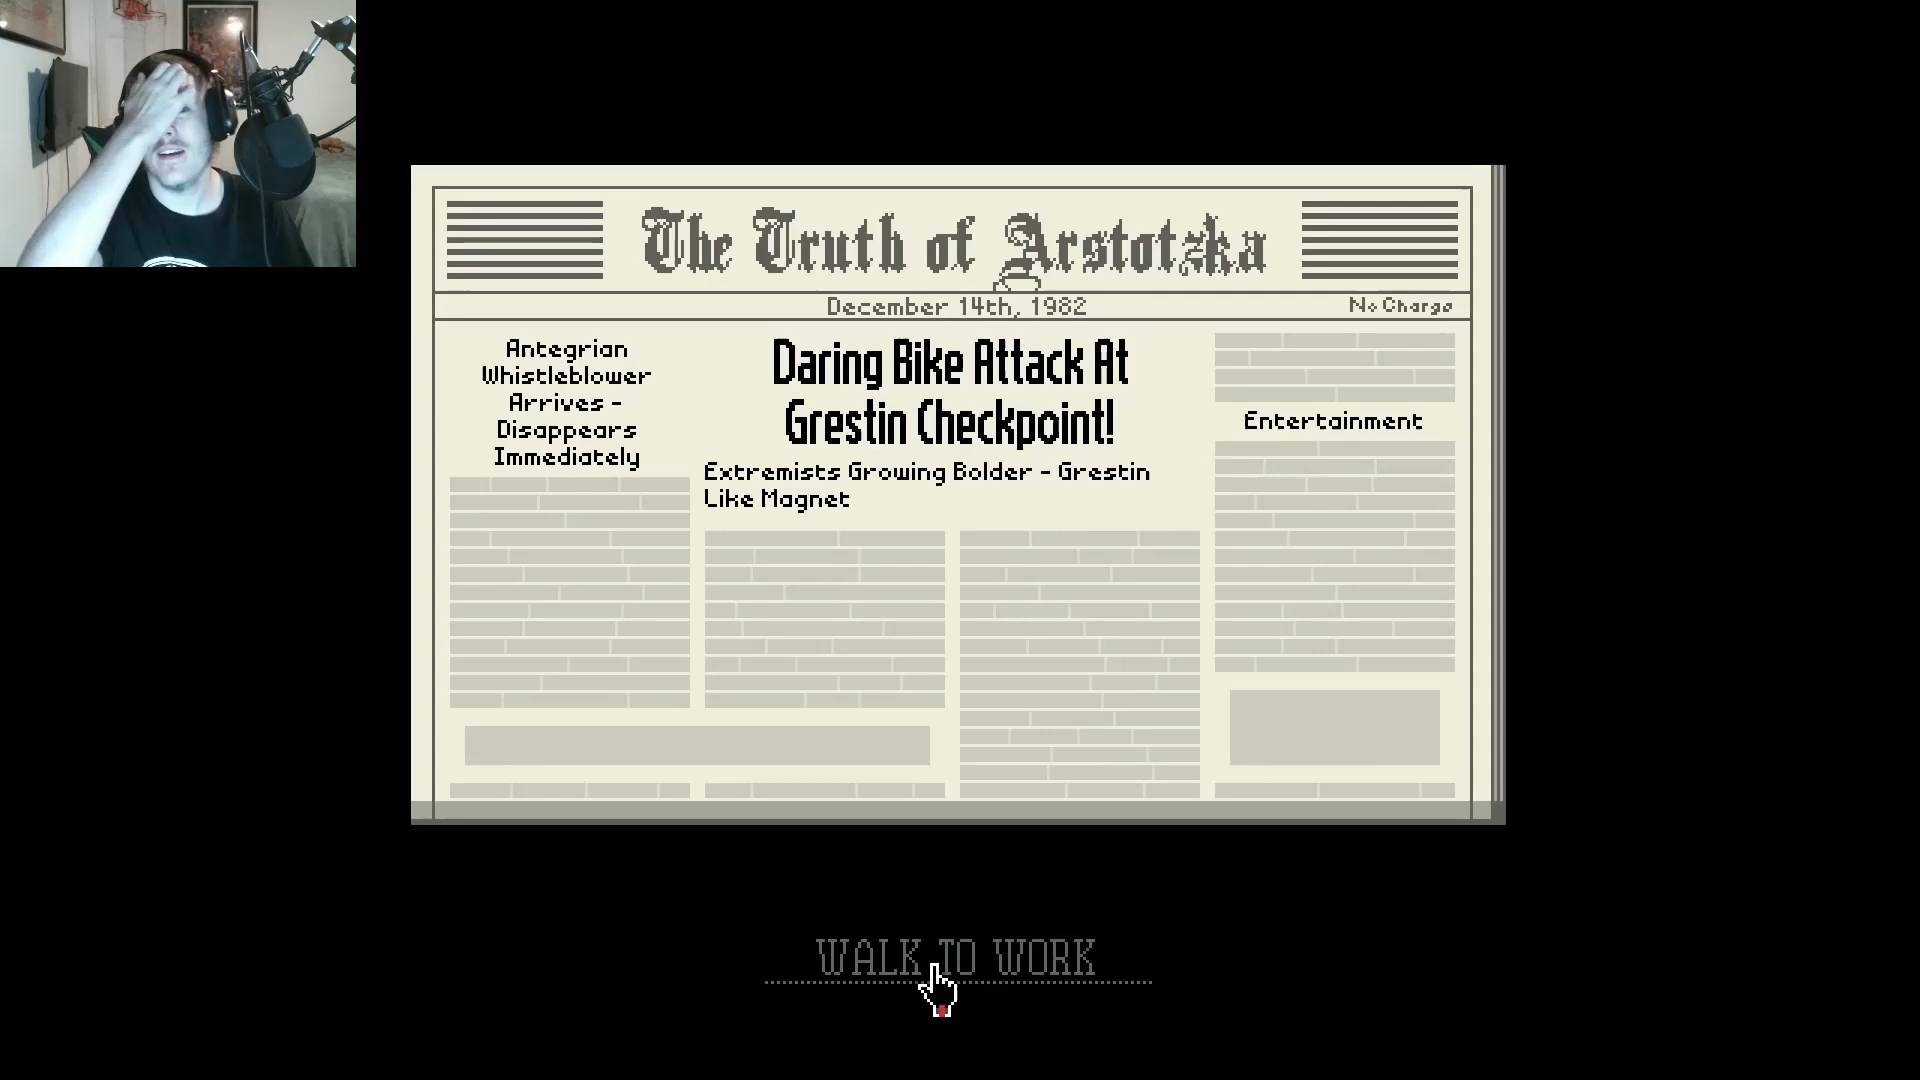 The Truth of Arstotzka
December 14th, 1982
No Charge
Antegrian
Whistleblower
Arrives -
Disappears
Immediately
Daring Bike Attack At
Grestin Checkpoint!
Extremists Growing Bolder - Grestin
Like Magnet
Entertainment
WALK TO WORK